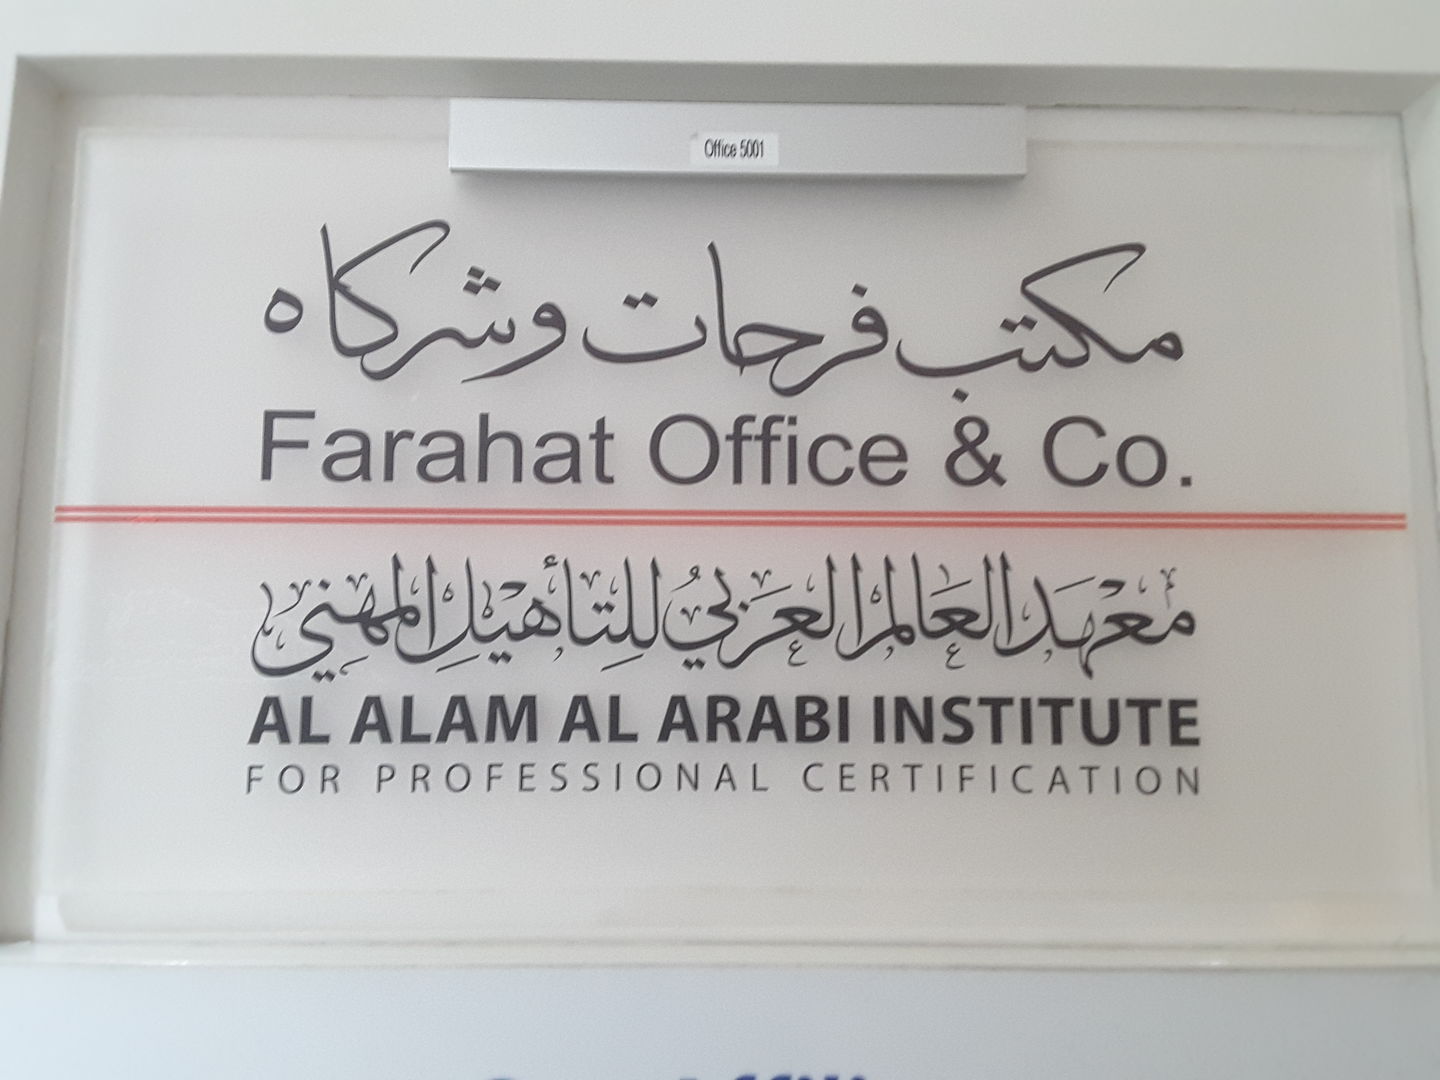 Office 5001
مكتب فرحات وشركاه
Farahat Office & Co.
معهد العالم العربي للتأهيل المهني
AL ALAM AL ARABI INSTITUTE
FOR PROFESSIONAL CERTIFICATION